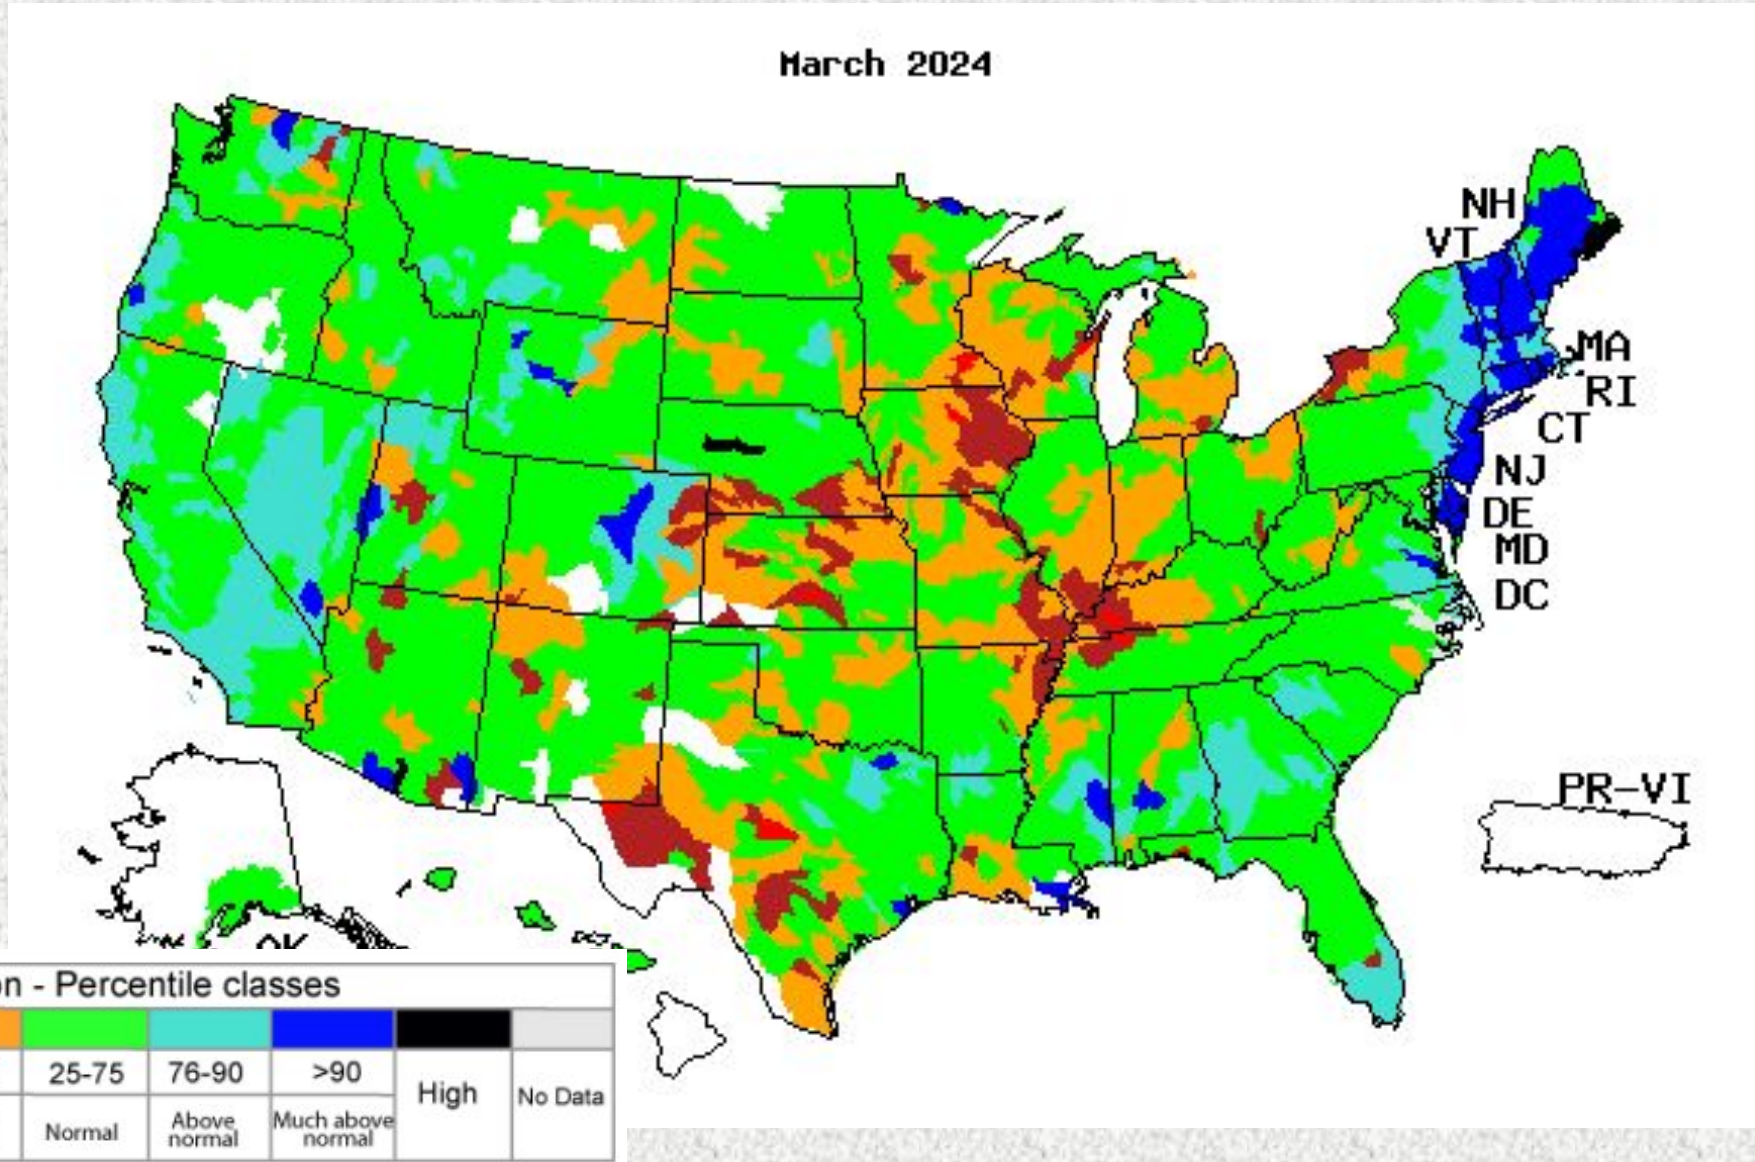 March 2024
NH
VT
MA
RI
CT
NJ
DE
MD
DC
PR-VI
- Percentile classes
25-75
76-90
>90
High
No Data
Normal
Above
normal
Much above
normal